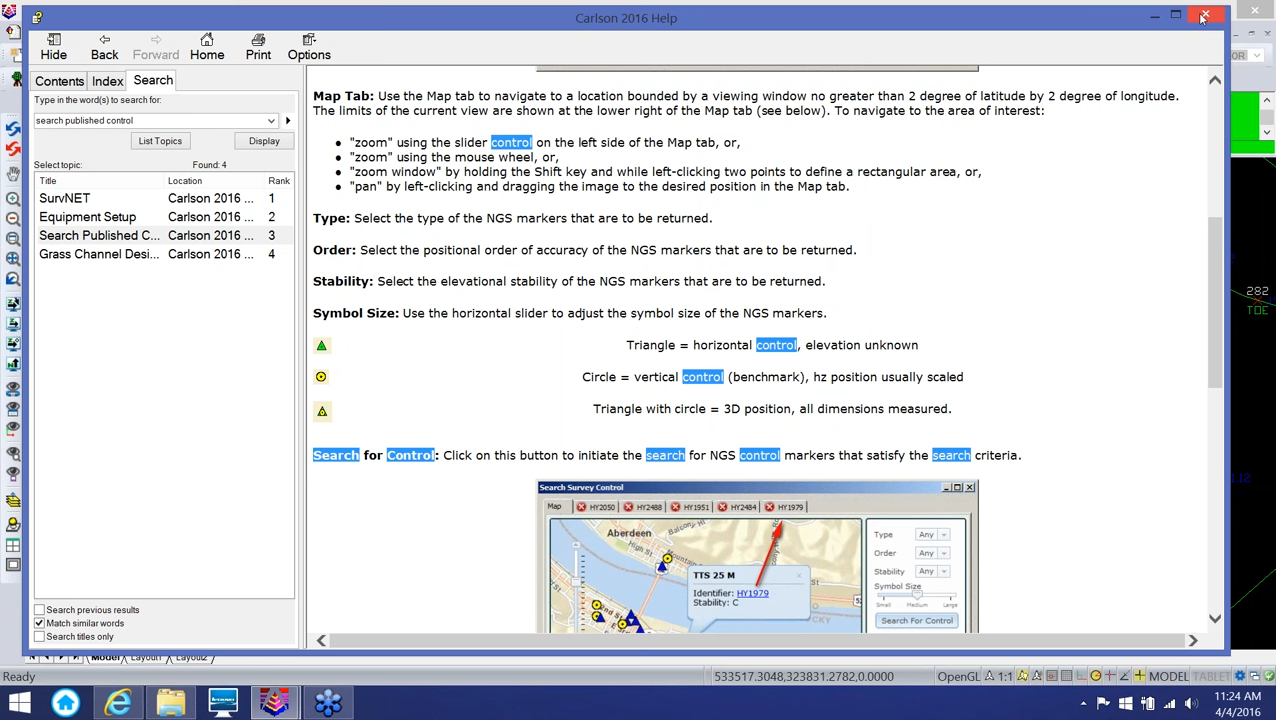 Carlson 2016 Help
Hide Back Forward Home Print Options
Contents Index Search
Type in the word(s) to search for:
search published control
List Topics Display
Select topic: Found: 4
Title Location Rank
SurvNET Carlson 2016 ... 1
Equipment Setup Carlson 2016 ... 2
Search Published C... Carlson 2016 ... 3
Grass Channel Desi... Carlson 2016 ... 4
Search previous results
Match similar words
Search titles only
Map Tab: Use the Map tab to navigate to a location bounded by a viewing window no greater than 2 degree of latitude by 2 degree of longitude.
The limits of the current view are shown at the lower right of the Map tab (see below). To navigate to the area of interest:
• "zoom" using the slider control on the left side of the Map tab, or,
• "zoom" using the mouse wheel, or,
• "zoom window" by holding the Shift key and while left-clicking two points to define a rectangular area, or,
• "pan" by left-clicking and dragging the image to the desired position in the Map tab.
Type: Select the type of the NGS markers that are to be returned.
Order: Select the positional order of accuracy of the NGS markers that are to be returned.
Stability: Select the elevational stability of the NGS markers that are to be returned.
Symbol Size: Use the horizontal slider to adjust the symbol size of the NGS markers.
Triangle = horizontal control, elevation unknown
Circle = vertical control (benchmark), hz position usually scaled
Triangle with circle = 3D position, all dimensions measured.
Search for Control: Click on this button to initiate the search for NGS control markers that satisfy the search criteria.
Search Survey Control
Map HY2050 HY2488 HY1951 HY2484 HY1979
Aberdeen
TTS 25 M
Identifier: HY1979
Stability: C
Type Any
Order Any
Stability Any
Symbol Size
Small Medium Large
Search For Control
OR
282
TOE
1.12
Model Layout1 Layout2
Ready 533517.3048, 323831.2782, 0.0000 OpenGL 1:1 MODEL TABLET
11:24 AM
4/4/2016